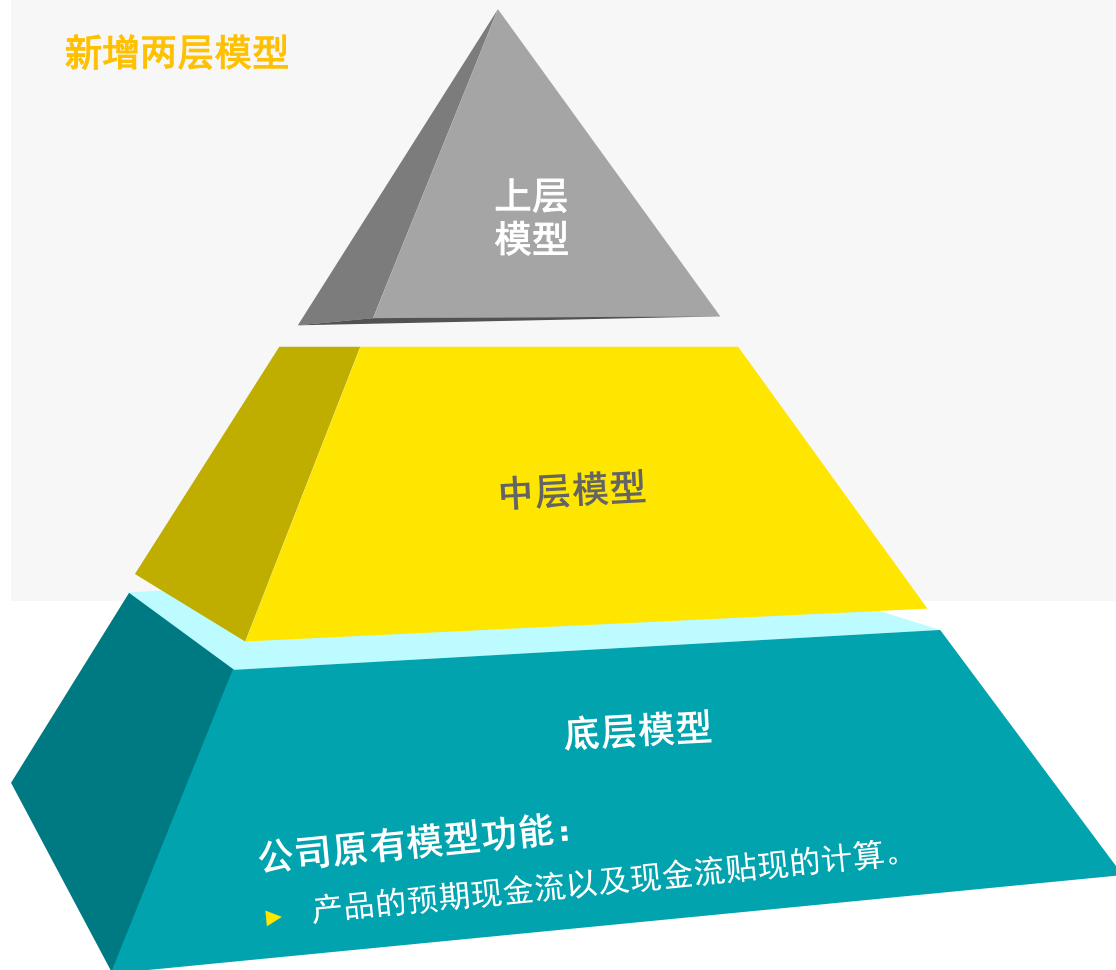 新增两层模型
上层
模型
中层模型
底层模型
公司原有模型功能：
产品的预期现金流以及现金流贴现的计算。